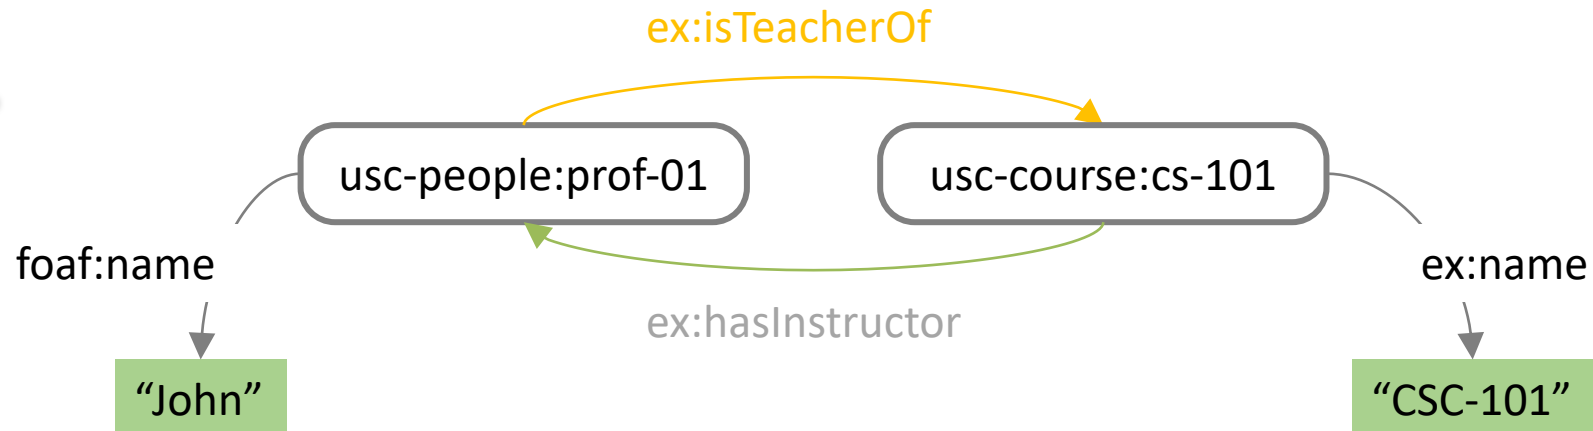 ex:isTeacherOf
usc-people:prof-01
usc-course:cs-101
foaf:name
ex:name
ex:hasInstructor
“John”
“CSC-101”